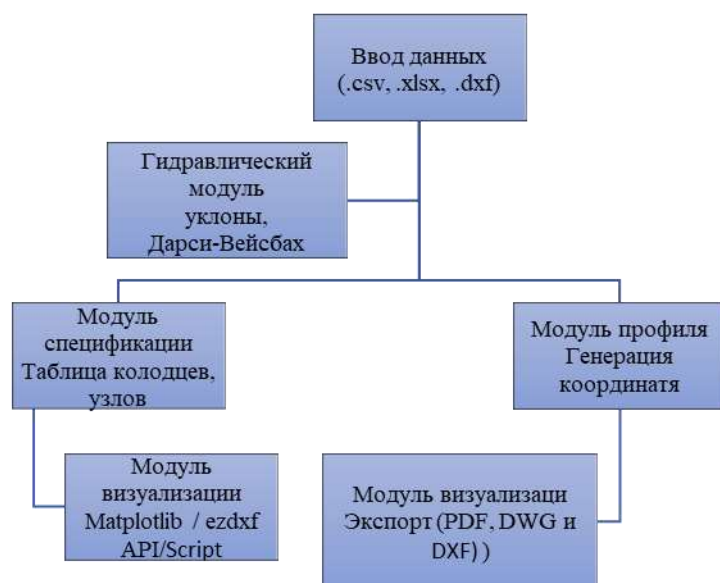 Ввод данных
(.csv, .xlsx, .dxf)
Гидравлический
модуль
уклоны,
Дарси-Вейсбах
Модуль
спецификации
Таблица колодцев,
узлов
Модуль профиля
Генерация
координатя
Модуль
визуализации
Matplotlib / ezdxf
API/Script
Модуль визуализаци
Экспорт (PDF, DWG и
DXF) )